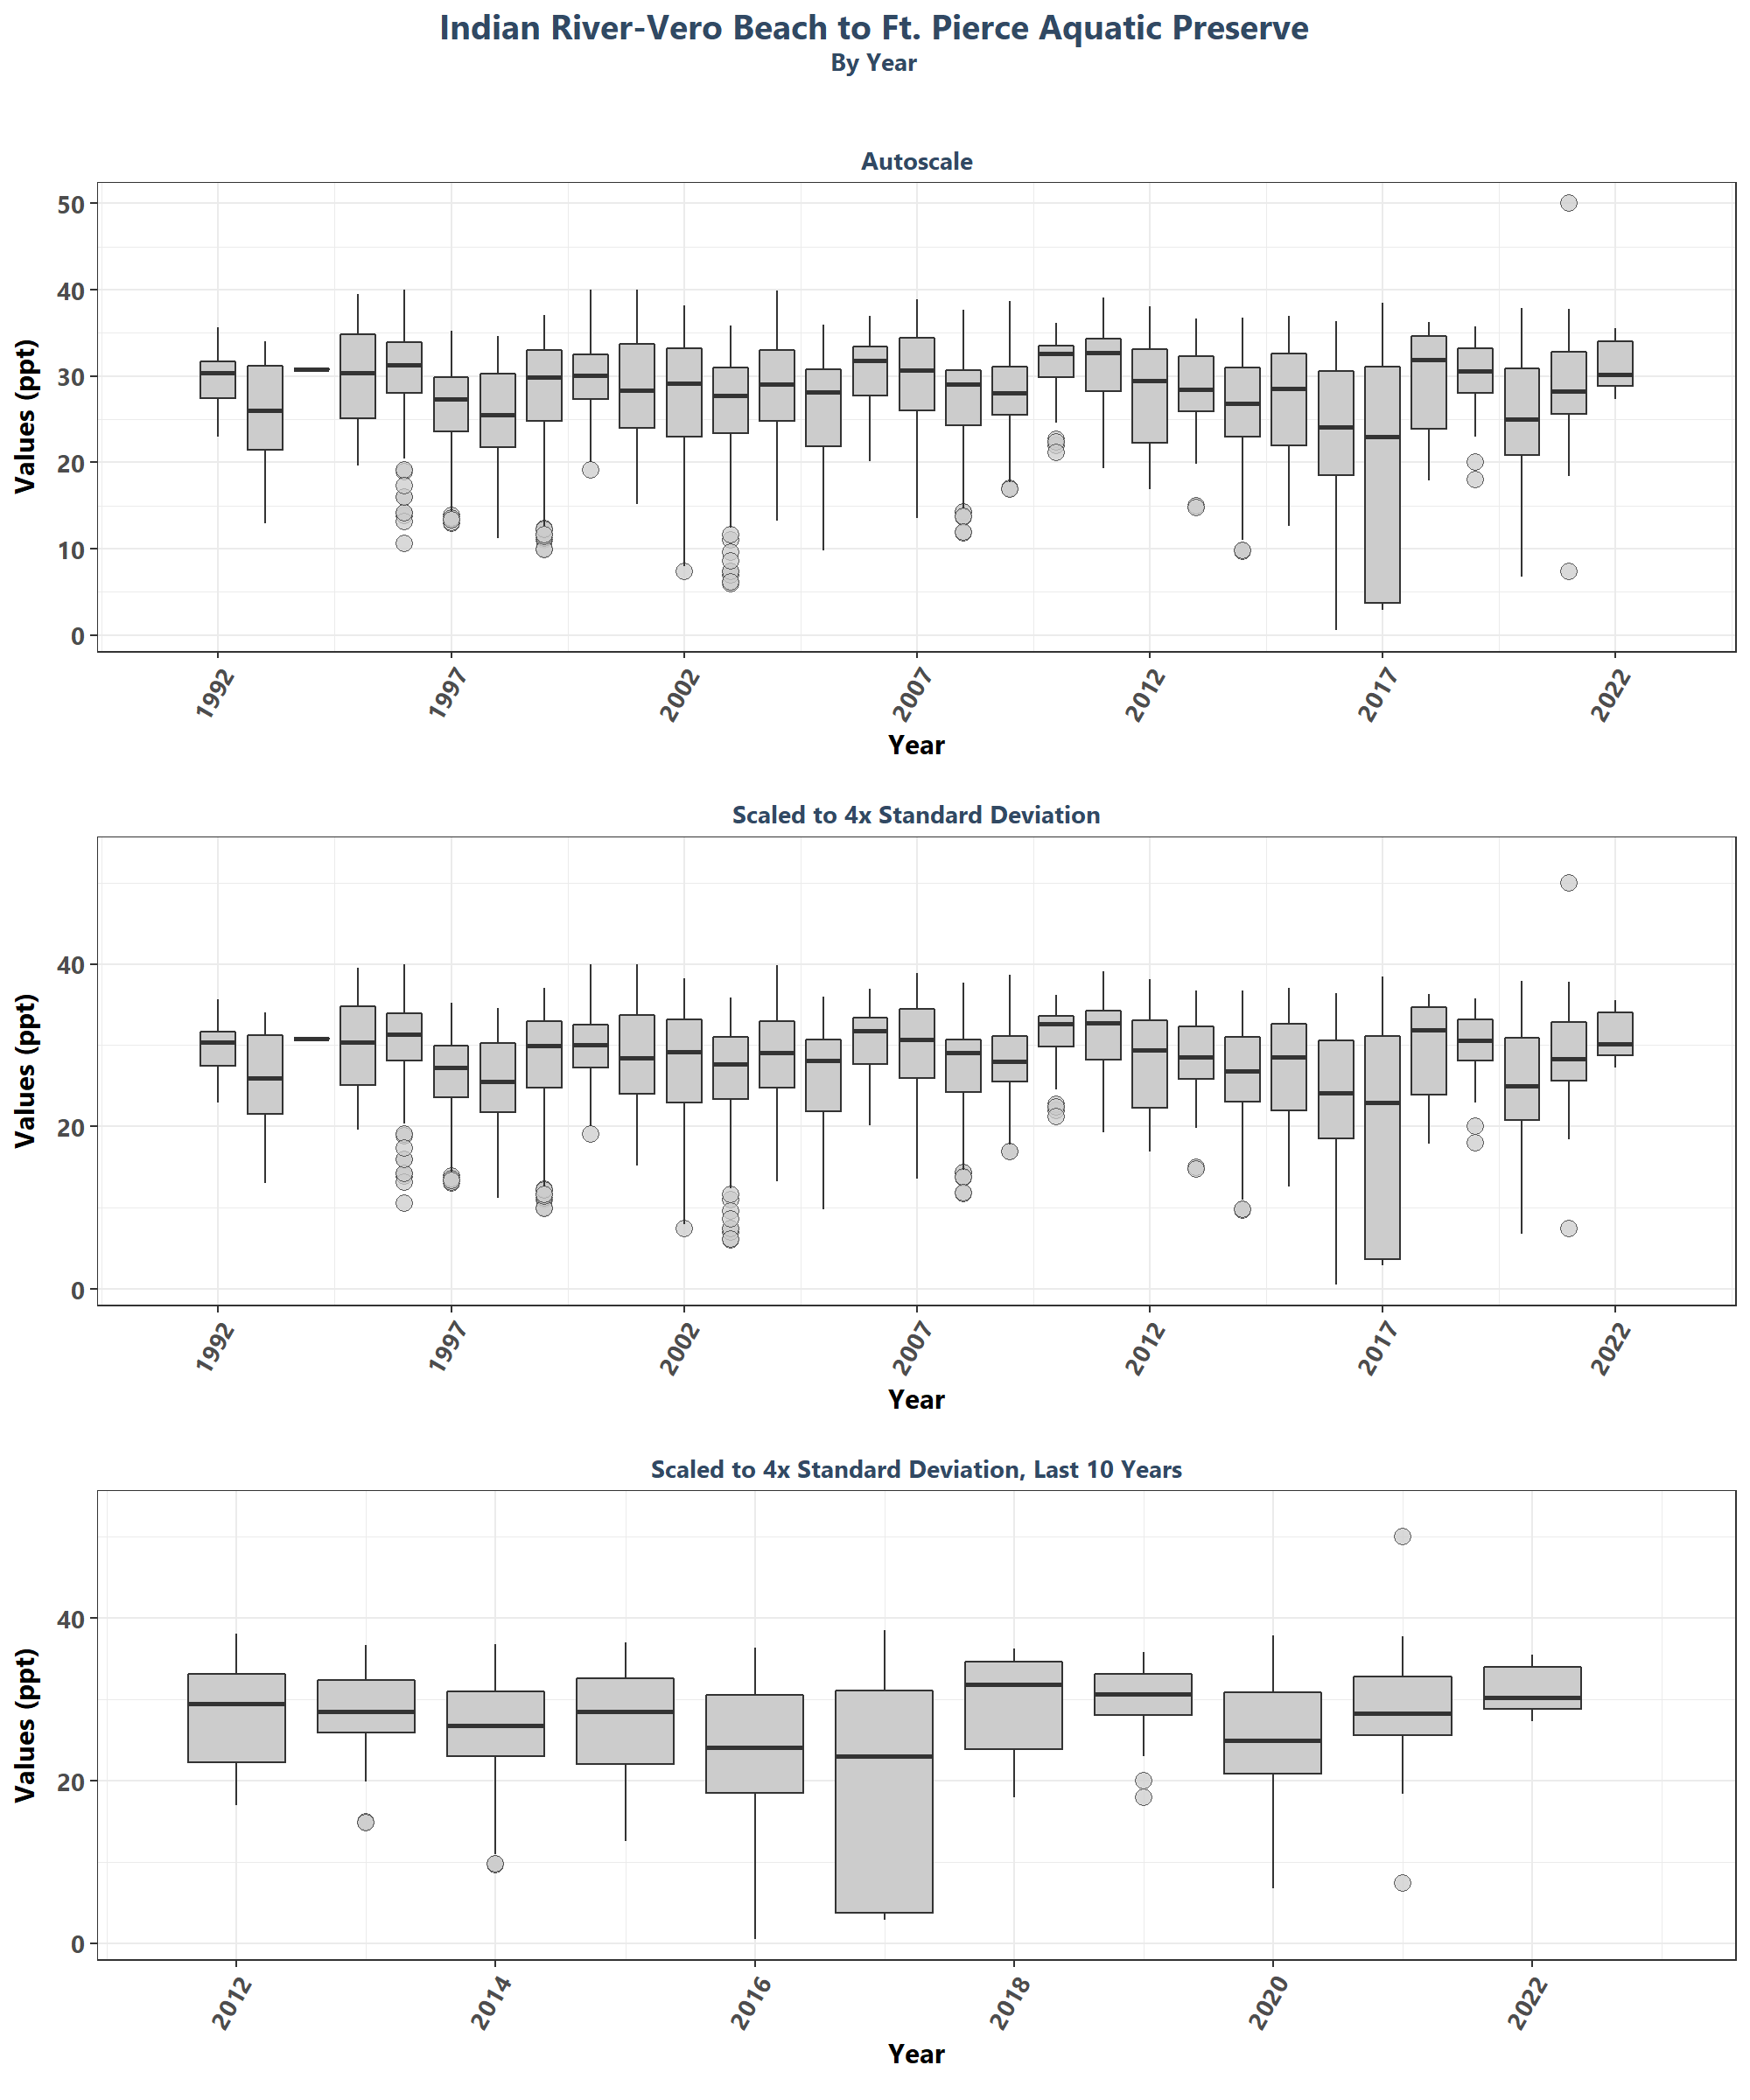 Indian River-Vero Beach to Ft. Pierce Aquatic Preserve
By Year
Autoscale
Values (ppt)
50
40
30
20
10
0
1992
1997
2002
2007
2012
2017
2022
Year
Scaled to 4x Standard Deviation
Values (ppt)
40
20
0
1992
1997
2002
2007
2012
2017
2022
Year
Scaled to 4x Standard Deviation, Last 10 Years
Values (ppt)
40
20
0
2012
2014
2016
2018
2020
2022
Year